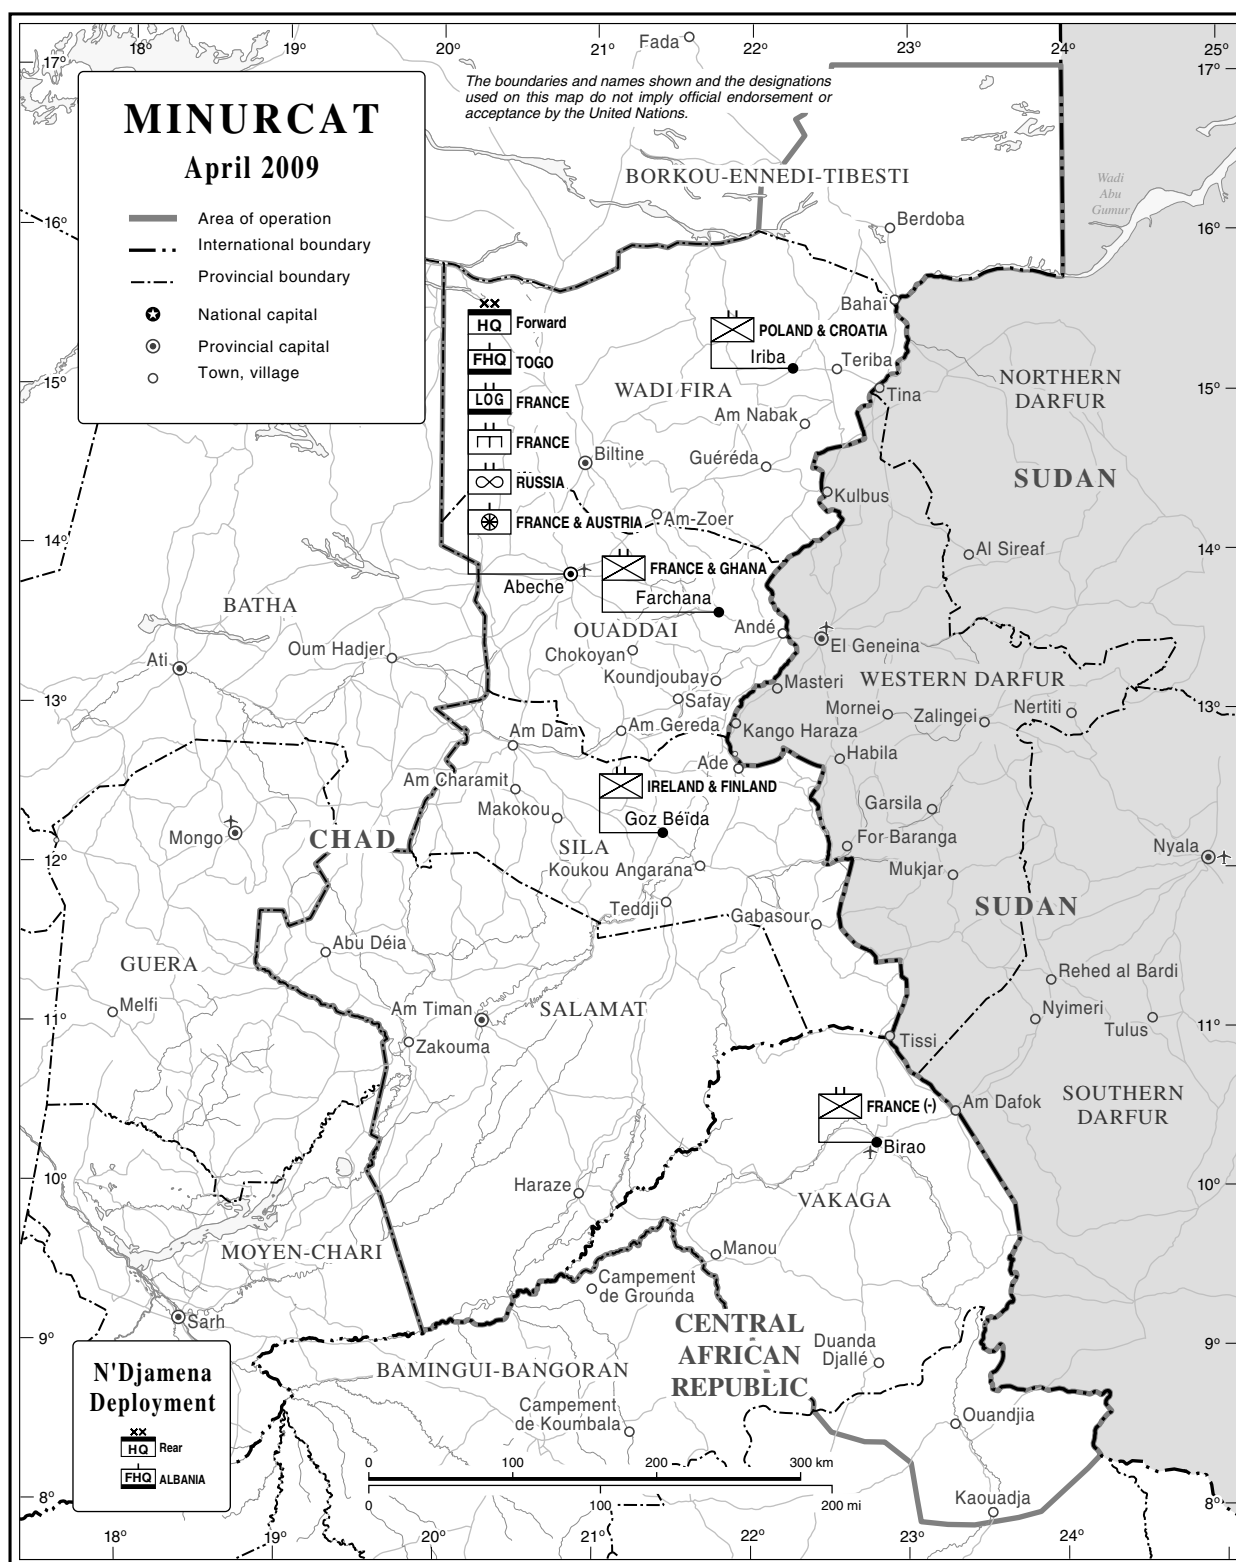 18°
19°
20°
21°
22°
23°
24°
25°
Fada
17°
17°
The boundaries and names shown and the designations
used on this map do not imply official endorsement or
acceptance by the United Nations.
MINURCAT
April 2009
Area of operation
International boundary
Provincial boundary
National capital
Provincial capital
Town, village
BORKOU-ENNEDI-TIBESTI
Wadi
Abu
Gumur
16°
Berdoba
16°
Bahaï
HQ Forward
FHQ TOGO
LOG FRANCE
FRANCE
RUSSIA
FRANCE & AUSTRIA
POLAND & CROATIA
Iriba
Teriba
15°
WADI FIRA
Tina
NORTHERN
DARFUR
15°
Am Nabak
Biltine
Guéréda
SUDAN
Kulbus
Am-Zoer
14°
Al Sireaf
14°
FRANCE & GHANA
Abeche
Farchana
BATHA
OUADDAI
Andé
El Geneina
Ati
Oum Hadjer
Chokoyan
Koundjoubay
Masteri
WESTERN DARFUR
13°
Safay
Mornei
Zalingei
Nertiti
13°
Am Dam
Am Gereda
Kango Haraza
Ade
Habila
Am Charamit
IRELAND & FINLAND
Makokou
Goz Béïda
Garsila
Mongo
CHAD
SILA
For Baranga
Nyala
12°
Koukou Angarana
Mukjar
12°
Teddji
Gabasour
SUDAN
Abu Déia
GUERA
Rehed al Bardi
Melfi
Am Timan
SALAMAT
Nyimeri
Tulus
11°
Zakouma
Tissi
11°
FRANCE (-)
Am Dafok
SOUTHERN
DARFUR
Birao
10°
Haraze
VAKAGA
10°
MOYEN-CHARI
Manou
Campement
de Grounda
Sarh
9°
CENTRAL
AFRICAN
REPUBLIC
Duanda
Djallé
9°
N'Djamena
Deployment
HQ Rear
FHQ ALBANIA
BAMINGUI-BANGORAN
Campement
de Koumbala
Ouandjia
0 100 200 300 km
0 100 200 mi
Kaouadja
8°
8°
18°
19°
20°
21°
22°
23°
24°